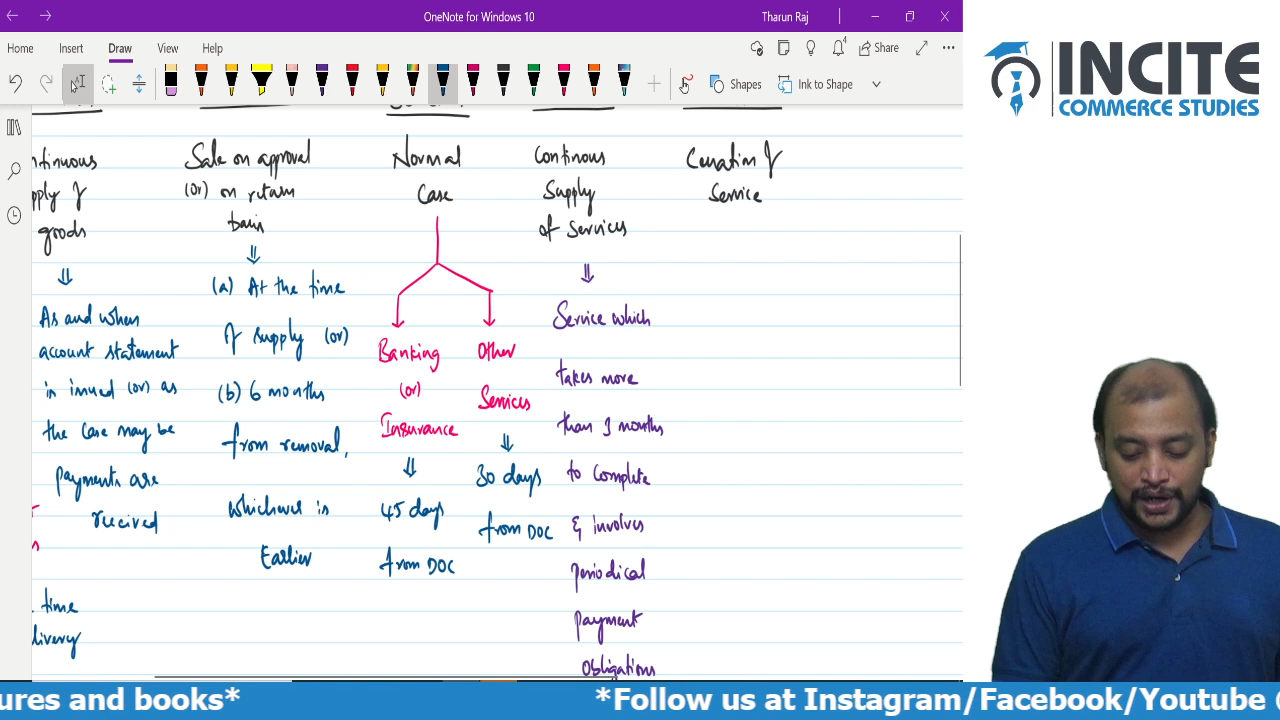 OneNote for Windows 10
Tharun Raj
Home Insert Draw View Help
4
Share
Shapes
Ink to Shape
INCITE
COMMERCE STUDIES
ntinuous
pply of
goods
As and when
account statement
is issued (or) as
the case may be
payments are
received
time
livery
Sale on approval
(or) on return
basis
(a) At the time
of supply (or)
(b) 6 months
from removal,
whichever is
Earlier
Normal
Case
Banking
(or)
Insurance
45 days
from DOC
Other
Services
30 days
from DOC
Continous
Supply
of Services
Service which
takes more
than 3 months
to complete
& involves
periodical
payment
obligations
Cessation of
Service
ures and books*
*Follow us at Instagram/Facebook/Youtube